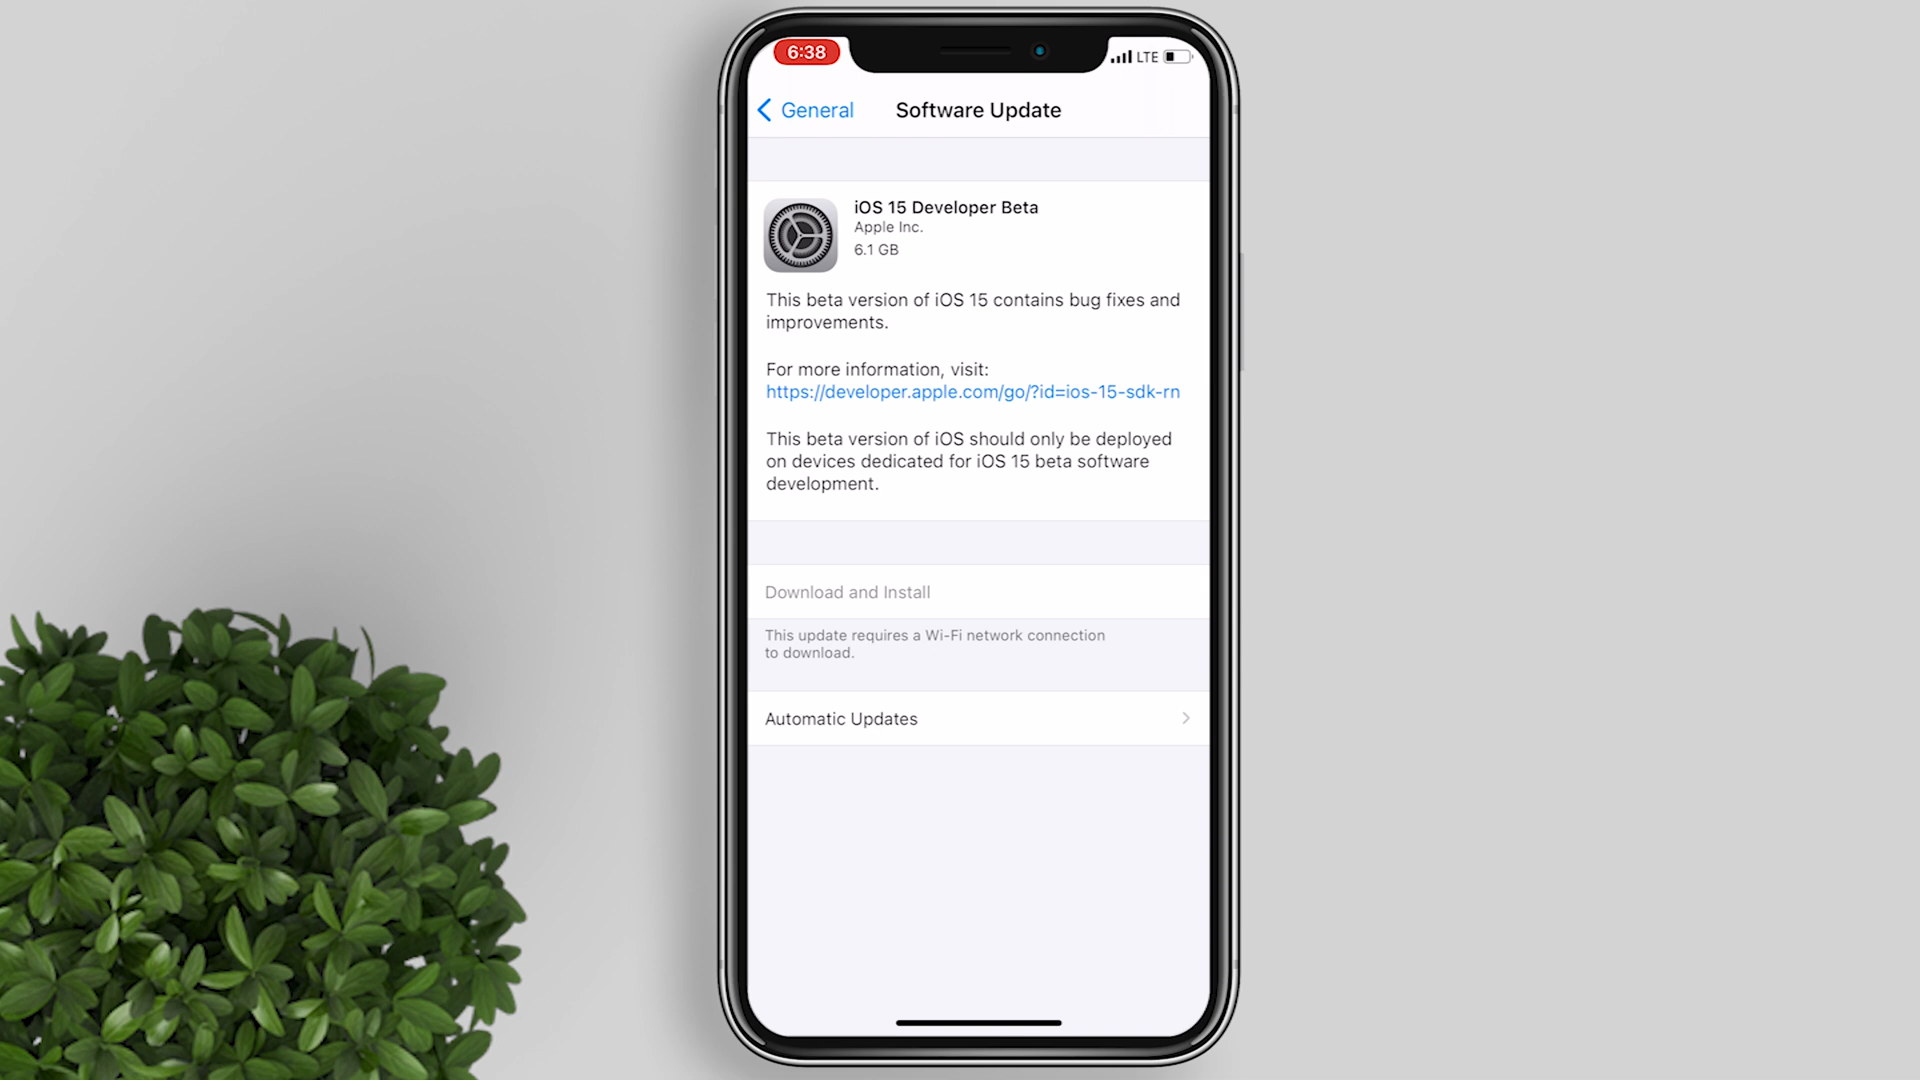 6:38
LTE
General
Software Update
iOS 15 Developer Beta
Apple Inc.
6.1 GB
This beta version of iOS 15 contains bug fixes and
improvements.
For more information, visit:
https://developer.apple.com/go/?id=ios-15-sdk-rn
This beta version of iOS should only be deployed
on devices dedicated for iOS 15 beta software
development.
Download and Install
This update requires a Wi-Fi network connection
to download.
Automatic Updates